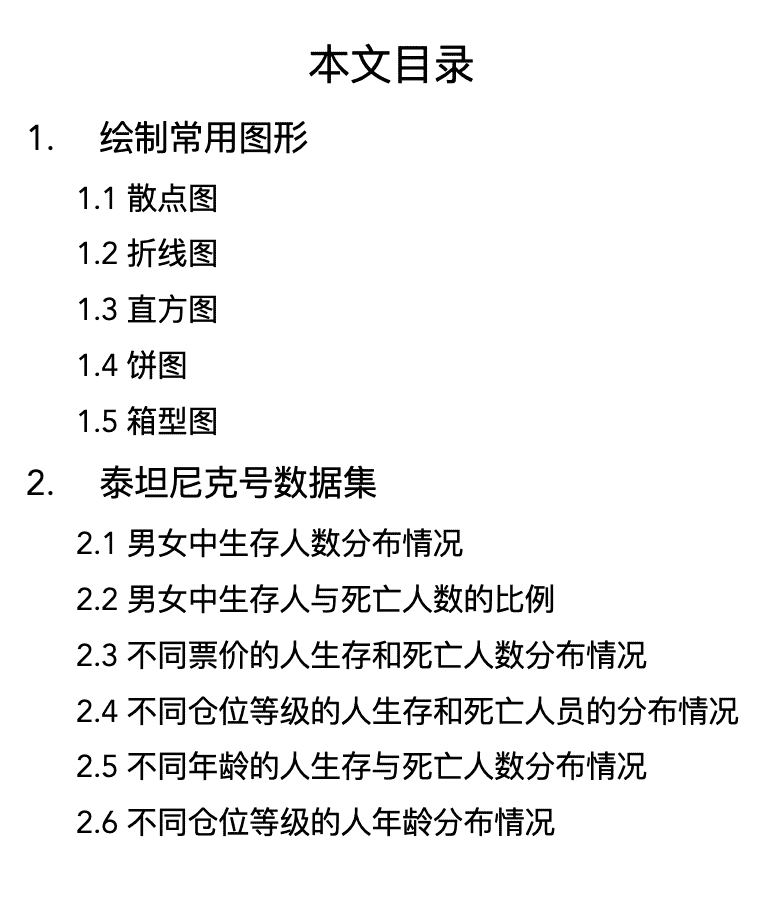 本文目录
1. 绘制常用图形
1.1 散点图
1.2 折线图
1.3 直方图
1.4 饼图
1.5 箱型图
2. 泰坦尼克号数据集
2.1 男女中生存人数分布情况
2.2 男女中生存人与死亡人数的比例
2.3 不同票价的人生存和死亡人数分布情况
2.4 不同仓位等级的人生存和死亡人员的分布情况
2.5 不同年龄的人生存与死亡人数分布情况
2.6 不同仓位等级的人年龄分布情况